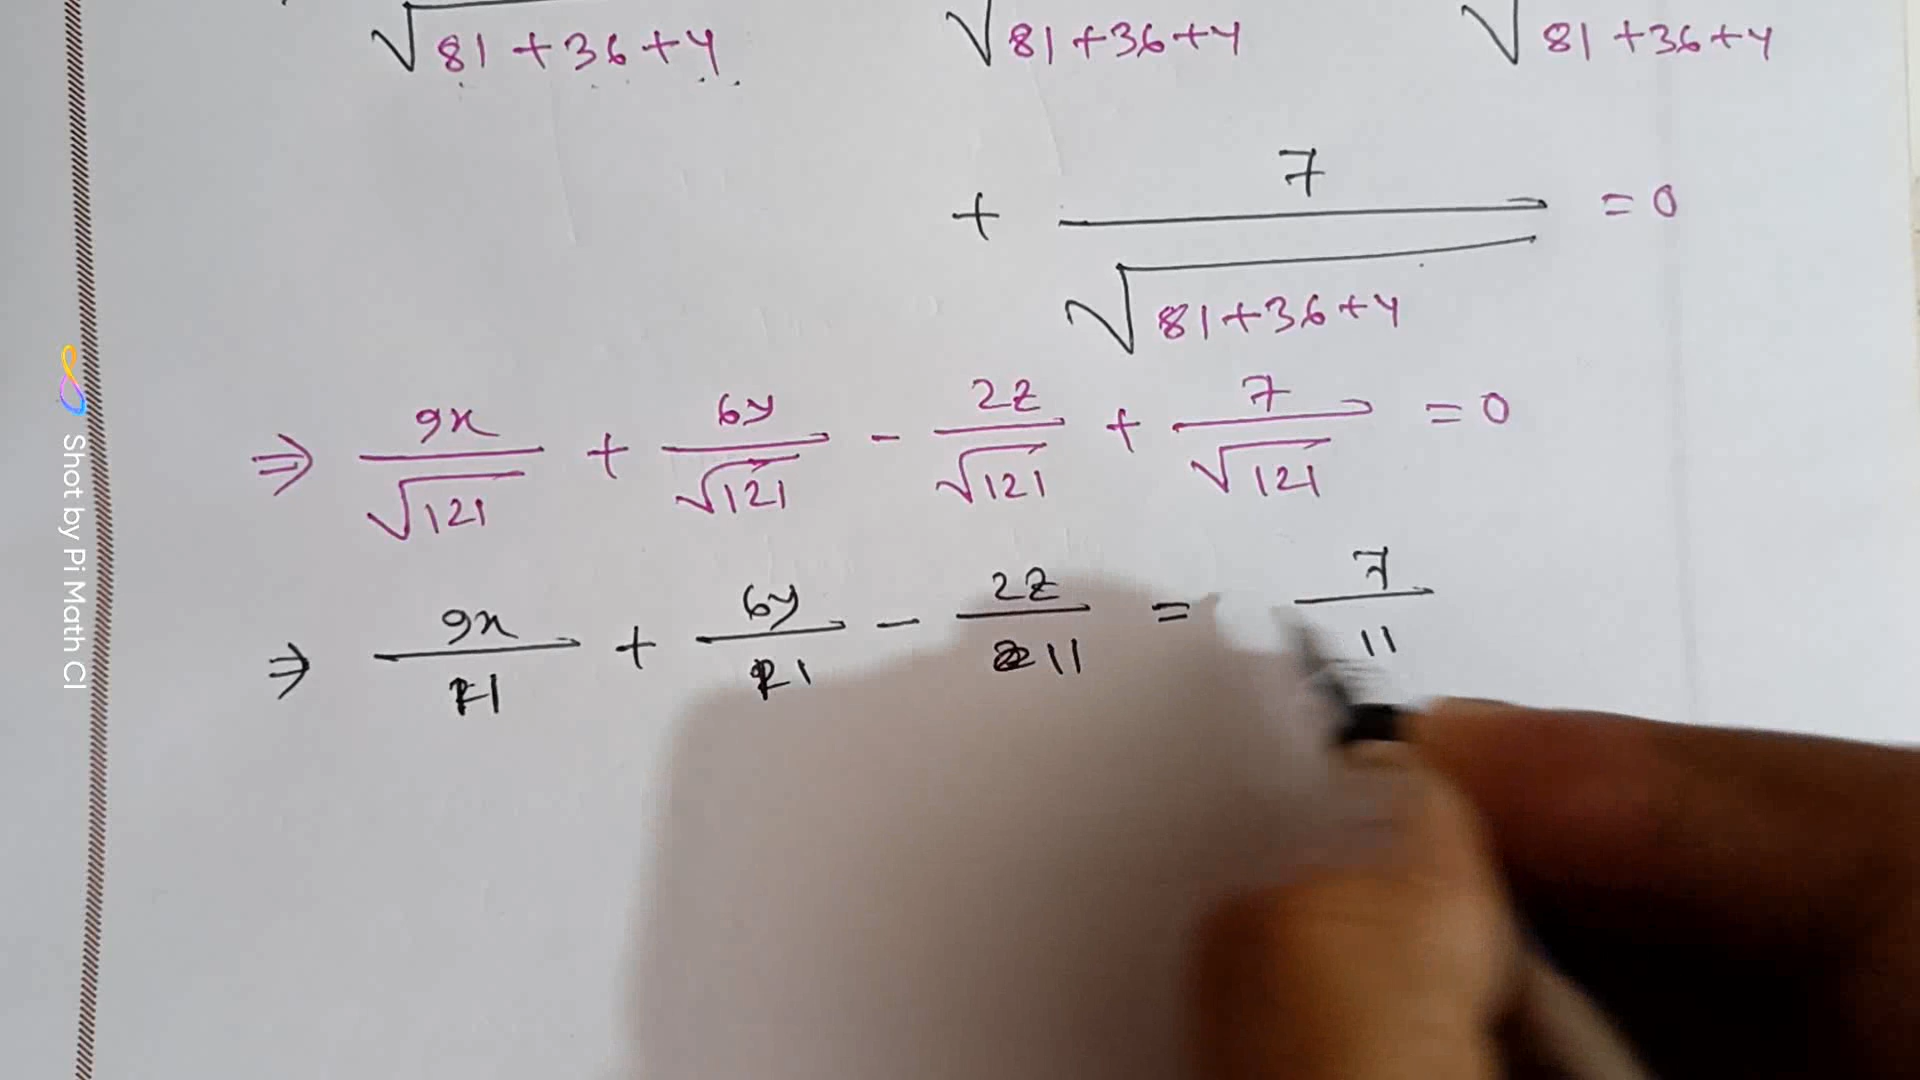 √81+36+4 √81+36+4 √81+36+4
+ 7/√81+36+4 = 0
⇒ 9x/√121 + 6y/√121 - 2z/√121 + 7/√121 = 0
⇒ 9x/11 + 6y/11 - 2z/11 = 7/11
Shot by Pi Math Cl